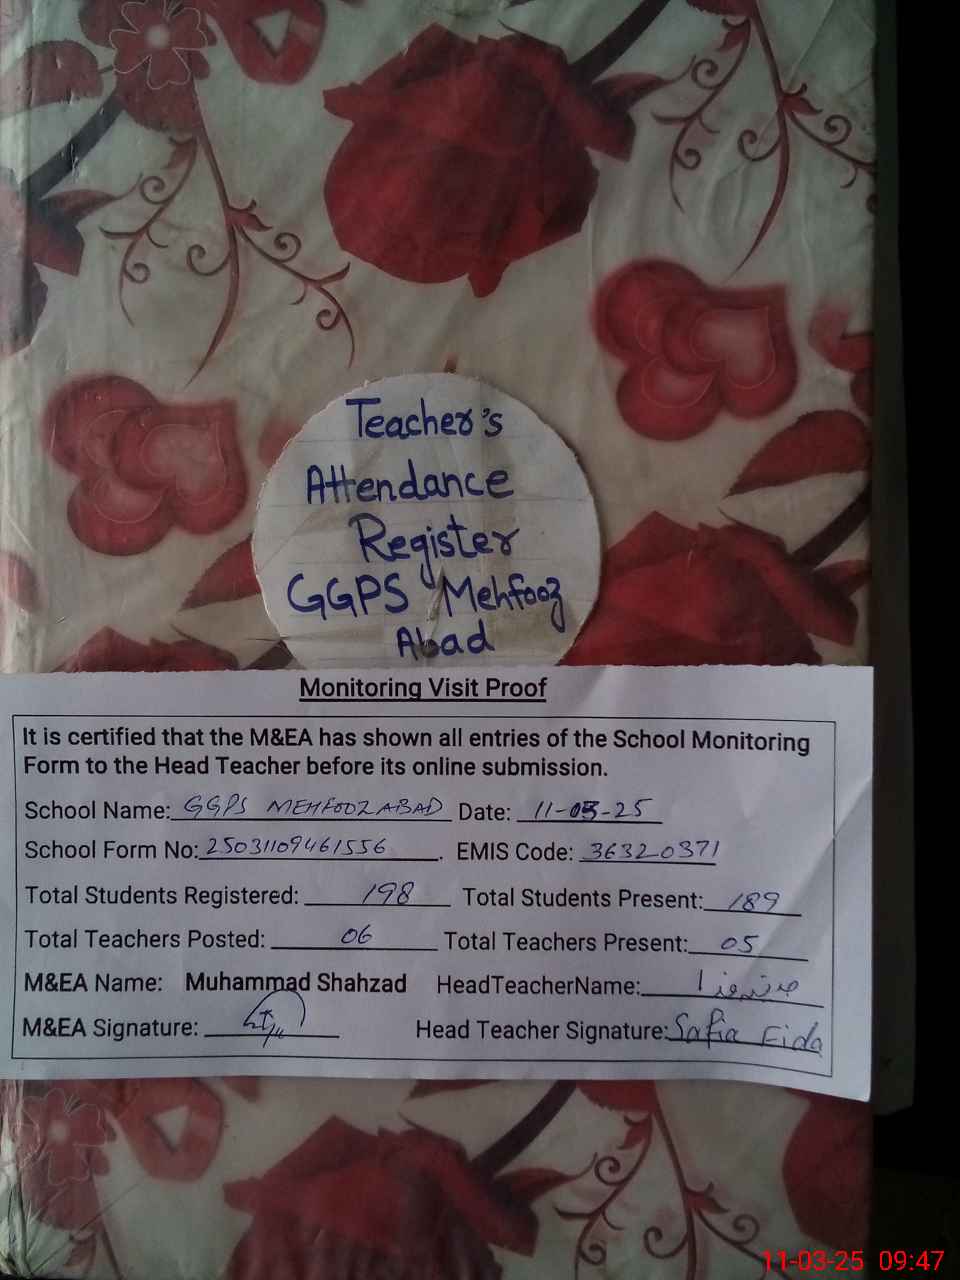 Teacher's
Attendance
Register
GGPS Mehfooz
Abad
Monitoring Visit Proof
It is certified that the M&EA has shown all entries of the School Monitoring
Form to the Head Teacher before its online submission.
School Name: GGPS MEHFOOZABAD Date: 11-03-25
School Form No: 25031109461556. EMIS Code: 36320371
Total Students Registered: 198 Total Students Present: 189
Total Teachers Posted: 06 Total Teachers Present: 05
M&EA Name: Muhammad Shahzad HeadTeacherName:
M&EA Signature: Head Teacher Signature: Safia Fida
11-03-25 09:47